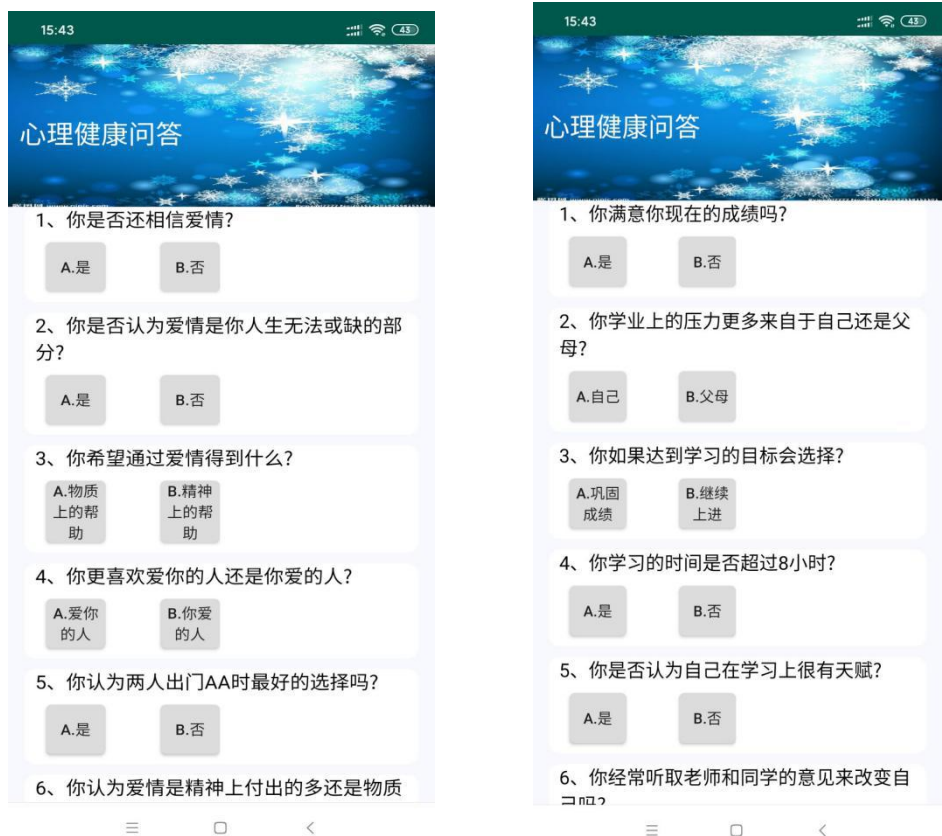 15:43
43
心理健康问答
1、你是否还相信爱情?
A.是
B.否
2、你是否认为爱情是你人生无法或缺的部
分?
A.是
B.否
3、你希望通过爱情得到什么?
A.物质
上的帮
助
B.精神
上的帮
助
4、你更喜欢爱你的人还是你爱的人?
A.爱你
的人
B.你爱
的人
5、你认为两人出门AA时最好的选择吗?
A.是
B.否
6、你认为爱情是精神上付出的多还是物质
15:43
43
心理健康问答
1、你满意你现在的成绩吗?
A.是
B.否
2、你学业上的压力更多来自于自己还是父
母?
A.自己
B.父母
3、你如果达到学习的目标会选择?
A.巩固
成绩
B.继续
上进
4、你学习的时间是否超过8小时?
A.是
B.否
5、你是否认为自己在学习上很有天赋?
A.是
B.否
6、你经常听取老师和同学的意见来改变自
己吗?